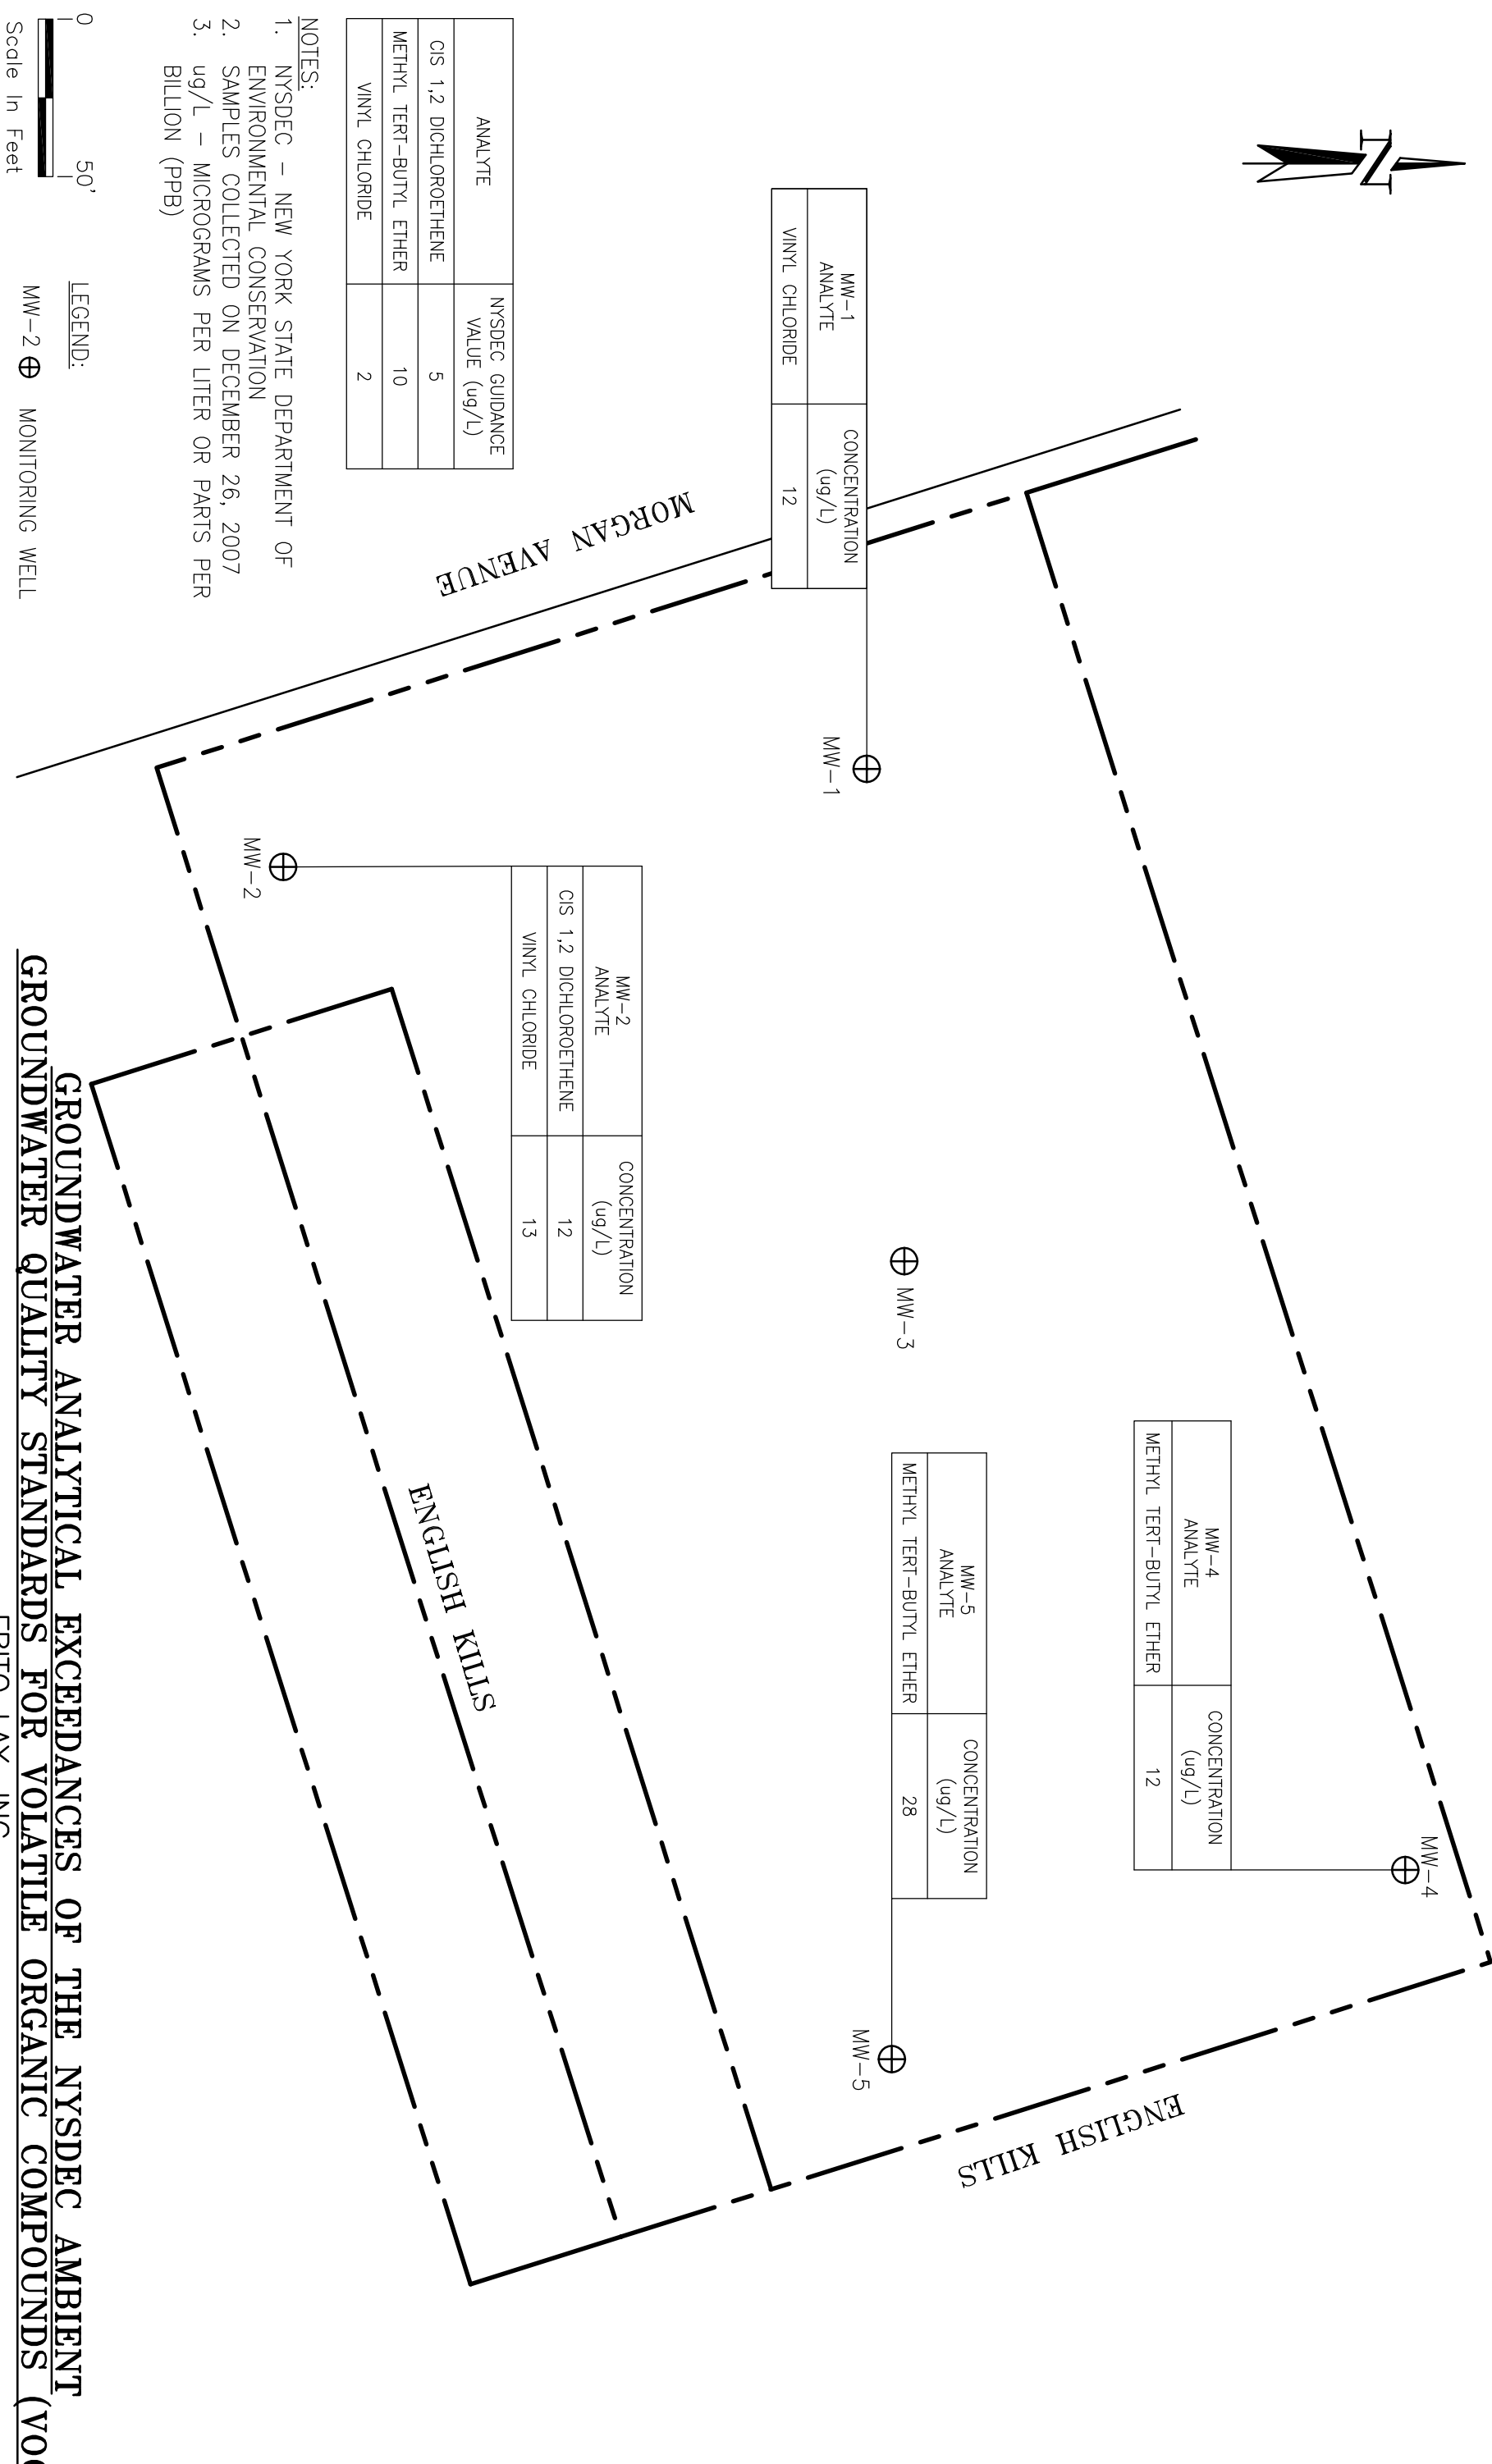 N
MW-4
MW-4
ANALYTE
CONCENTRATION
(ug/L)
METHYL TERT-BUTYL ETHER
12
MW-1
ANALYTE
CONCENTRATION
(ug/L)
VINYL CHLORIDE
12
MW-1
MW-3
MW-5
ANALYTE
CONCENTRATION
(ug/L)
METHYL TERT-BUTYL ETHER
28
MW-5
ENGLISH KILLS
MORGAN AVENUE
MW-2
ANALYTE
CONCENTRATION
(ug/L)
CIS 1,2 DICHLOROETHENE
12
VINYL CHLORIDE
13
MW-2
ENGLISH KILLS
ANALYTE
NYSDEC GUIDANCE
VALUE (ug/L)
CIS 1,2 DICHLOROETHENE
5
METHYL TERT-BUTYL ETHER
10
VINYL CHLORIDE
2
NOTES:
1. NYSDEC - NEW YORK STATE DEPARTMENT OF
ENVIRONMENTAL CONSERVATION
2. SAMPLES COLLECTED ON DECEMBER 26, 2007
3. ug/L - MICROGRAMS PER LITER OR PARTS PER
BILLION (PPB)
0 50'
Scale In Feet
LEGEND:
MW-2 MONITORING WELL
GROUNDWATER ANALYTICAL EXCEEDANCES OF THE NYSDEC AMBIENT
GROUNDWATER QUALITY STANDARDS FOR VOLATILE ORGANIC COMPOUNDS